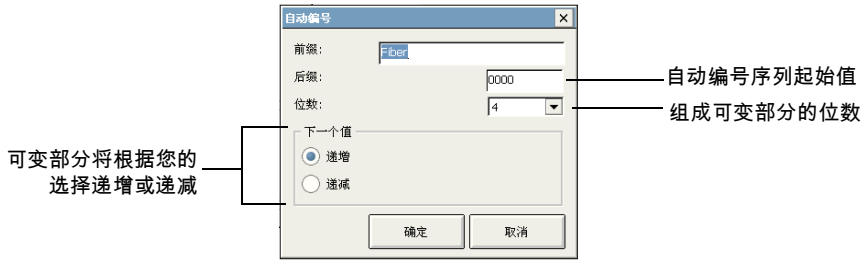 自动编号
前缀:
Fiber
后缀:
0000
自动编号序列起始值
位数:
4
组成可变部分的位数
下一个值
可变部分将根据您的
选择递增或递减
递增
递减
确定
取消